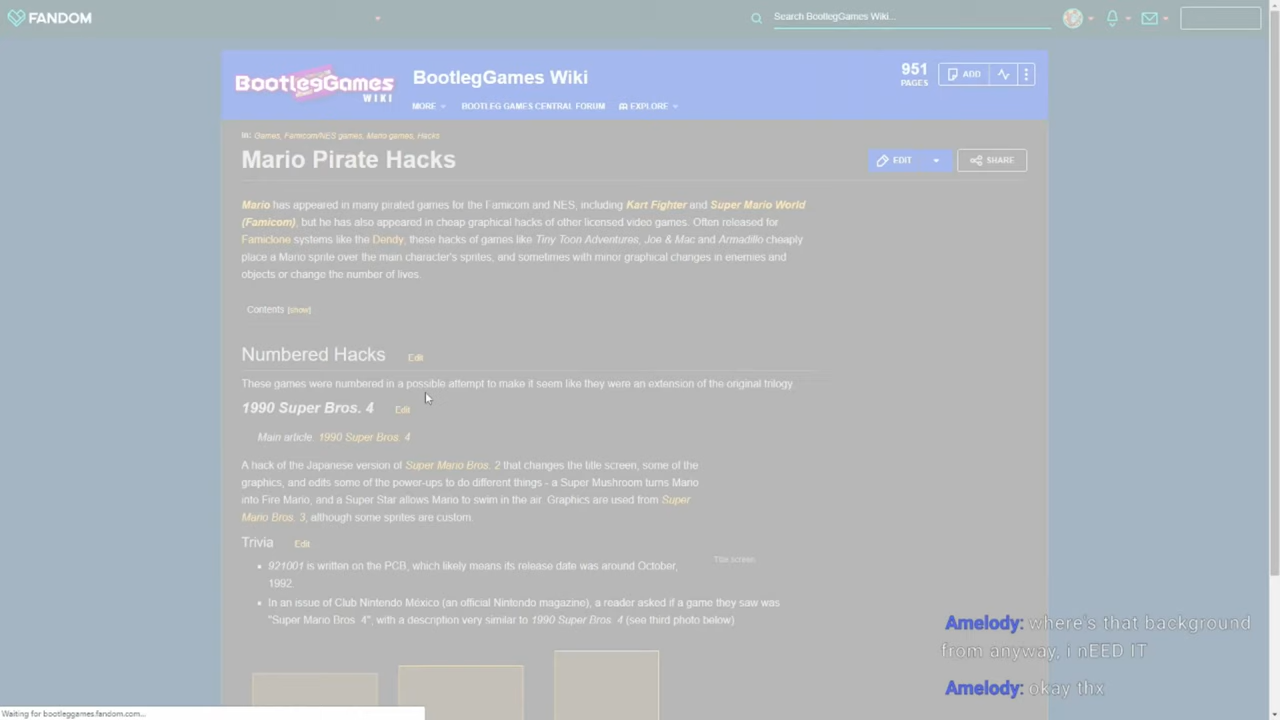 FANDOM
Search BootlegGames Wiki...
BootlegGames
WIKI
BootlegGames Wiki
951
PAGES
ADD
MORE
BOOTLEG GAMES CENTRAL FORUM
EXPLORE
IN: Games, Famicom/NES games, Mario games, Hacks
Mario Pirate Hacks
EDIT
SHARE
Mario has appeared in many pirated games for the Famicom and NES, including Kart Fighter and Super Mario World
(Famicom), but he has also appeared in cheap graphical hacks of other licensed video games. Often released for
Famiclone systems like the Dendy, these hacks of games like Tiny Toon Adventures, Joe & Mac and Armadillo cheaply
place a Mario sprite over the main character's sprites, and sometimes with minor graphical changes in enemies and
objects or change the number of lives.
Contents [show]
Numbered Hacks Edit
These games were numbered in a possible attempt to make it seem like they were an extension of the original trilogy.
1990 Super Bros. 4 Edit
Main article: 1990 Super Bros. 4
A hack of the Japanese version of Super Mario Bros. 2 that changes the title screen, some of the
graphics, and edits some of the power-ups to do different things - a Super Mushroom turns Mario
into Fire Mario, and a Super Star allows Mario to swim in the air. Graphics are used from Super
Mario Bros. 3, although some sprites are custom.
Trivia Edit
Title screen.
921001 is written on the PCB, which likely means its release date was around October,
1992.
In an issue of Club Nintendo México (an official Nintendo magazine), a reader asked if a game they saw was
"Super Mario Bros. 4", with a description very similar to 1990 Super Bros. 4 (see third photo below)
Amelody: where's that background
from anyway, i nEED IT
Amelody: okay thx
Waiting for bootleggames.fandom.com...